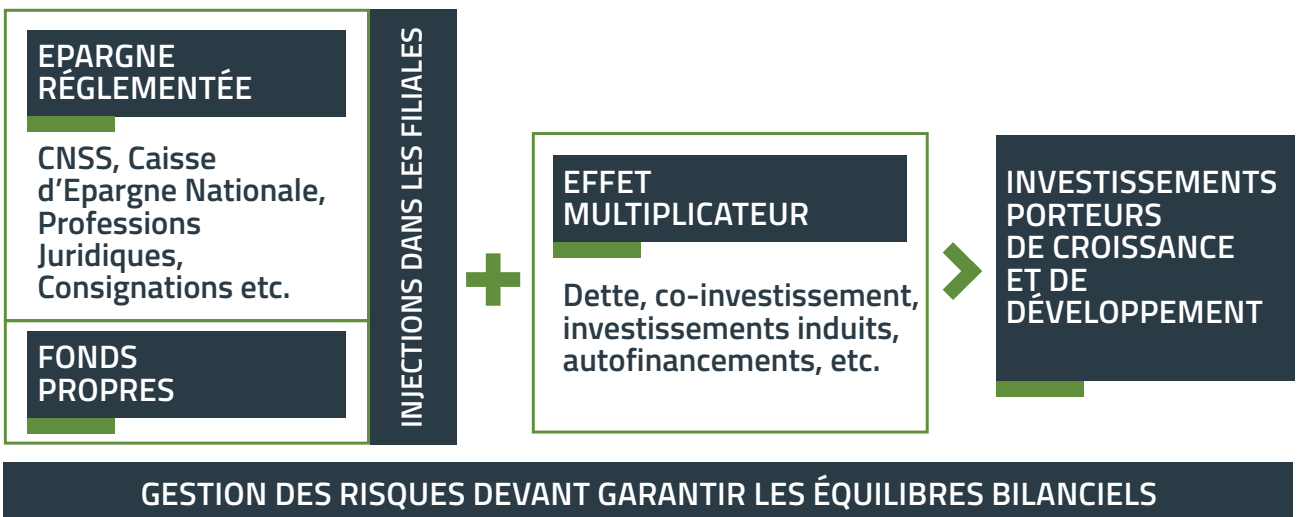 EPARGNE
RÉGLEMENTÉE
CNSS, Caisse
d’Epargne Nationale,
Professions
Juridiques,
Consignations etc.
FONDS
PROPRES
INJECTIONS DANS LES FILIALES
EFFET
MULTIPLICATEUR
Dette, co-investissement,
investissements induits,
autofinancements, etc.
INVESTISSEMENTS
PORTEURS
DE CROISSANCE
ET DE
DÉVELOPPEMENT
GESTION DES RISQUES DEVANT GARANTIR LES ÉQUILIBRES BILANCIELS